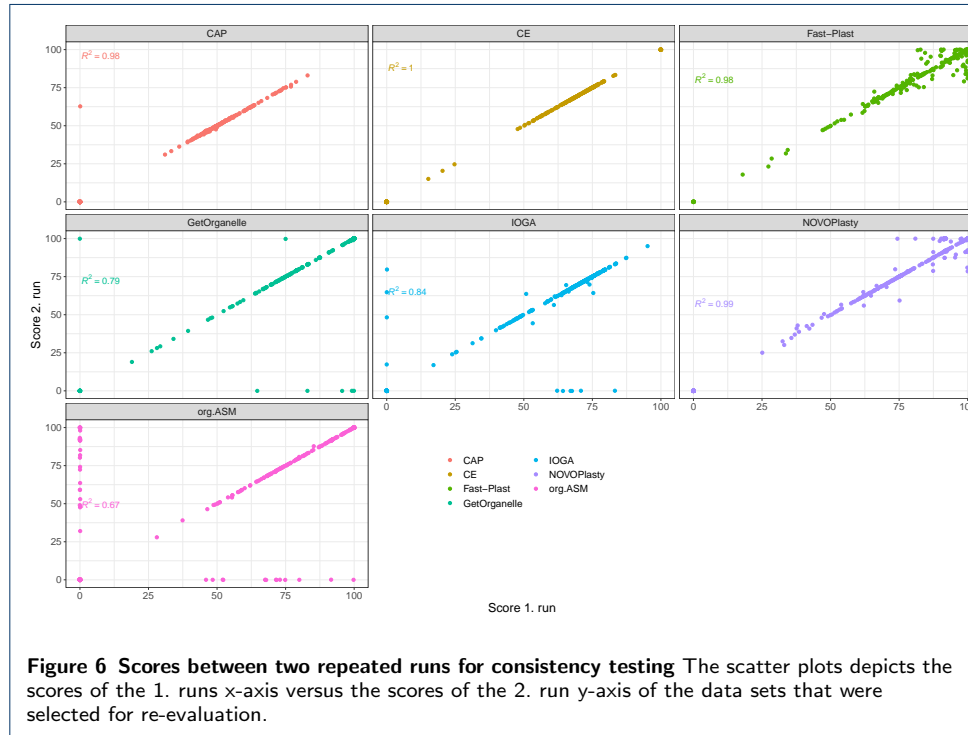 CAP
CE
Fast−Plast
R² = 0.98
R² = 1
R² = 0.98
100
75
50
25
0
GetOrganelle
IOGA
NOVOPlasty
R² = 0.79
R² = 0.84
R² = 0.99
100
75
50
25
0
Score 2. run
0 25 50 75 100
0 25 50 75 100
org.ASM
R² = 0.67
100
75
50
25
0
0 25 50 75 100
CAP
CE
Fast−Plast
GetOrganelle
IOGA
NOVOPlasty
org.ASM
Score 1. run
Figure 6 Scores between two repeated runs for consistency testing The scatter plots depicts the
scores of the 1. runs x-axis versus the scores of the 2. run y-axis of the data sets that were
selected for re-evaluation.